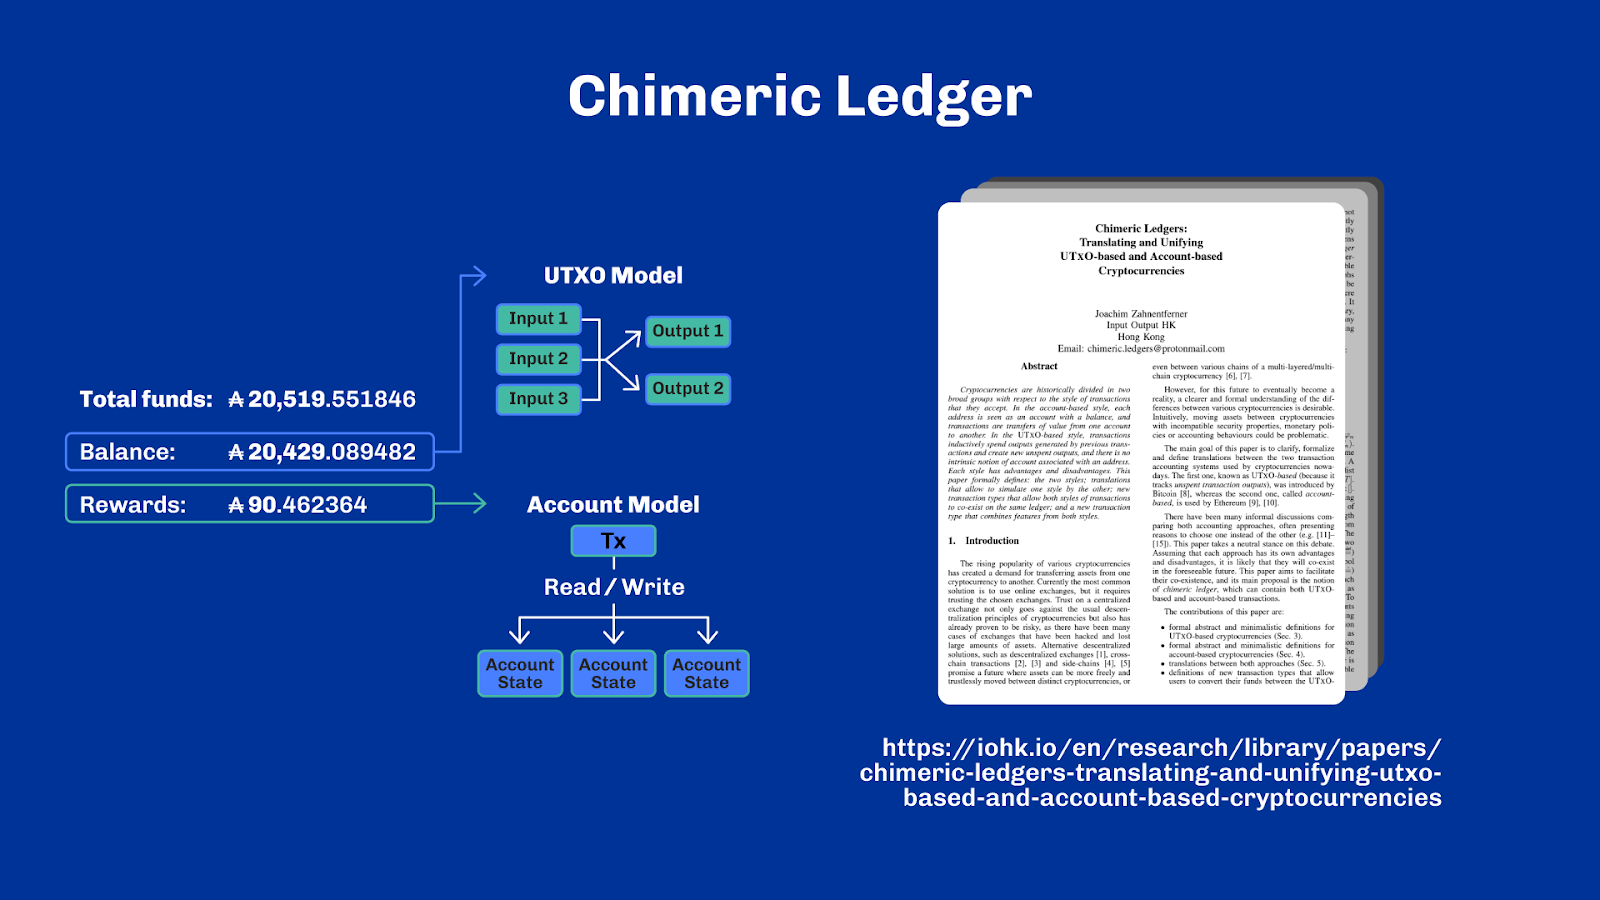 Chimeric Ledger
Total funds: ₳ 20,519.551846
Balance: ₳ 20,429.089482
Rewards: ₳ 90.462364
UTXO Model
Input 1
Input 2
Input 3
Output 1
Output 2
Account Model
Tx
Read / Write
Account
State
Account
State
Account
State
Chimeric Ledgers:
Translating and Unifying
UTXO-based and Account-based
Cryptocurrencies
Joachim Zahnentferner
Input Output HK
Hong Kong
Email: chimeric.ledgers@protonmail.com
Abstract
Cryptocurrencies are historically divided in two
broad groups with respect to the style of transactions
that they accept. In the account-based style, each
address is seen as an account with a balance, and
transactions are transfers of value from one account
to another. In the UTXO-based style, transactions
inductively spend outputs generated by previous trans-
actions and create new unspent outputs, and there is no
intrinsic notion of account associated with an address.
Each style has advantages and disadvantages. This
paper formally defines: the two styles; translations
that allow to simulate one style by the other; new
transaction types that allow both styles of transactions
to co-exist on the same ledger; and a new transaction
type that combines features from both styles.
1. Introduction
The rising popularity of various cryptocurrencies
has created a demand for transferring assets from one
cryptocurrency to another. Currently the most common
solution is to use online exchanges, but it requires
trusting the chosen exchanges. Trust on a centralized
exchange not only goes against the usual descen-
tralization principles of cryptocurrencies but also has
already proven to be risky, as there have been many
cases of exchanges that have been hacked and lost
large amounts of assets. Alternative descentralized
solutions, such as descentralized exchanges [1], cross-
chain transactions [2], [3] and side-chains [4], [5]
promise a future where assets can be more freely and
trustlessly moved between distinct cryptocurrencies, or
even between various chains of a multi-layered/multi-
chain cryptocurrency [6], [7].
However, for this future to eventually become a
reality, a clearer and formal understanding of the dif-
ferences between various cryptocurrencies is desirable.
Intuitively, moving assets between cryptocurrencies
with incompatible security properties, monetary poli-
cies or accounting behaviours could be problematic.
The main goal of this paper is to clarify, formalize
and define translations between the two transaction
accounting systems used by cryptocurrencies nowa-
days. The first one, known as UTXO-based (because it
tracks unspent transaction outputs), was introduced by
Bitcoin [8], whereas the second one, called account-
based, is used by Ethereum [9], [10].
There have been many informal discussions com-
paring both accounting approaches, often presenting
reasons to choose one instead of the other (e.g. [11]–
[15]). This paper takes a neutral stance on this debate.
Assuming that each approach has its own advantages
and disadvantages, it is likely that they will co-exist
in the foreseeable future. This paper aims to facilitate
their co-existence, and its main proposal is the notion
of chimeric ledger, which can contain both UTXO-
based and account-based transactions.
The contributions of this paper are:
• formal abstract and minimalistic definitions for
UTXO-based cryptocurrencies (Sec. 3).
• formal abstract and minimalistic definitions for
account-based cryptocurrencies (Sec. 4).
• translations between both approaches (Sec. 5).
• definitions of new transaction types that allow
users to convert their funds between the UTXO-
https://iohk.io/en/research/library/papers/
chimeric-ledgers-translating-and-unifying-utxo-
based-and-account-based-cryptocurrencies